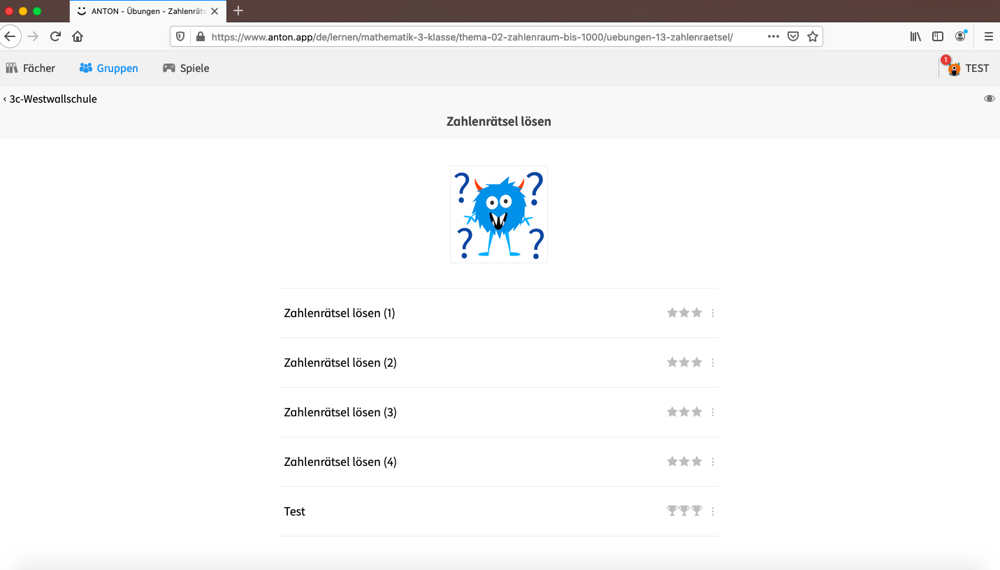 ANTON - Übungen - Zahlenräts
https://www.anton.app/de/lernen/mathematik-3-klasse/thema-02-zahlenraum-bis-1000/uebungen-13-zahlenraetsel/
Fächer Gruppen Spiele 1 TEST
‹ 3c-Westwallschule
Zahlenrätsel lösen
? ?
? ?
Zahlenrätsel lösen (1)
Zahlenrätsel lösen (2)
Zahlenrätsel lösen (3)
Zahlenrätsel lösen (4)
Test